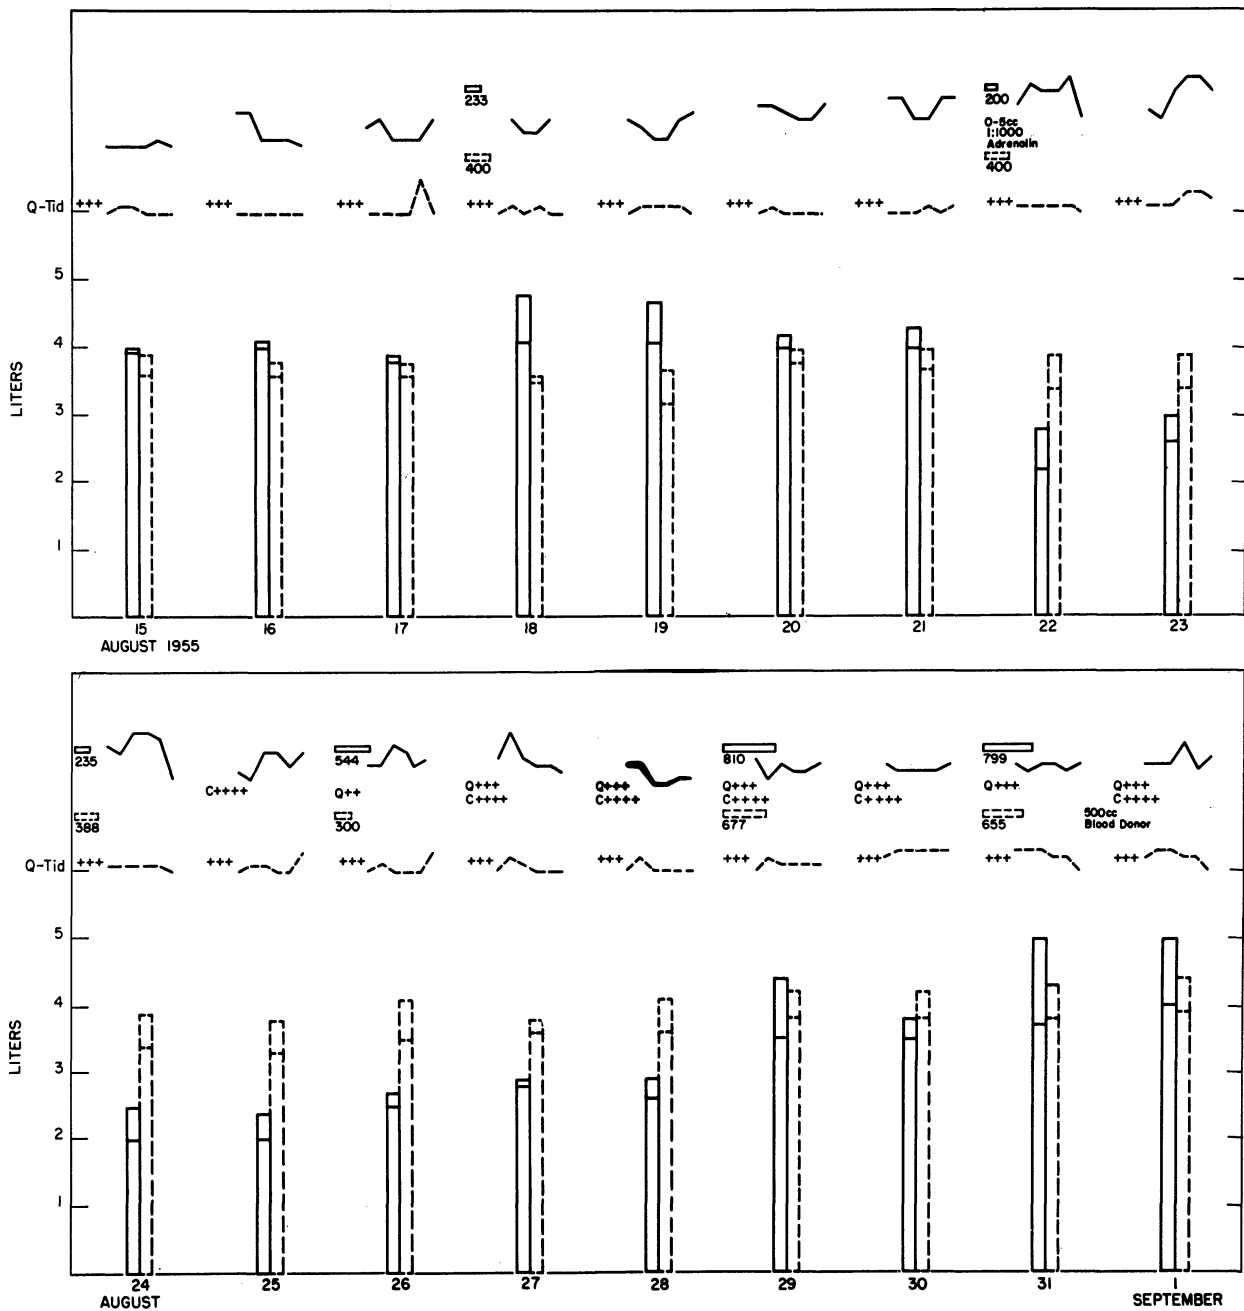 233
200
0-5cc
1:1000
Adrenolin
400
400
Q-Tid +++ +++ +++ +++ +++ +++ +++ +++ +++
5
4
3
2
1
LITERS
15 16 17 18 19 20 21 22 23
AUGUST 1955
235 544 810 799
C++++ Q++ Q+++ Q+++ Q+++ Q+++ Q+++ Q+++
C++++ C++++ C++++ C++++ C++++
388 300 677 655 500cc
Blood Donor
Q-Tid +++ +++ +++ +++ +++ +++ +++ +++ +++
5
4
3
2
1
LITERS
24 25 26 27 28 29 30 31 1
AUGUST SEPTEMBER